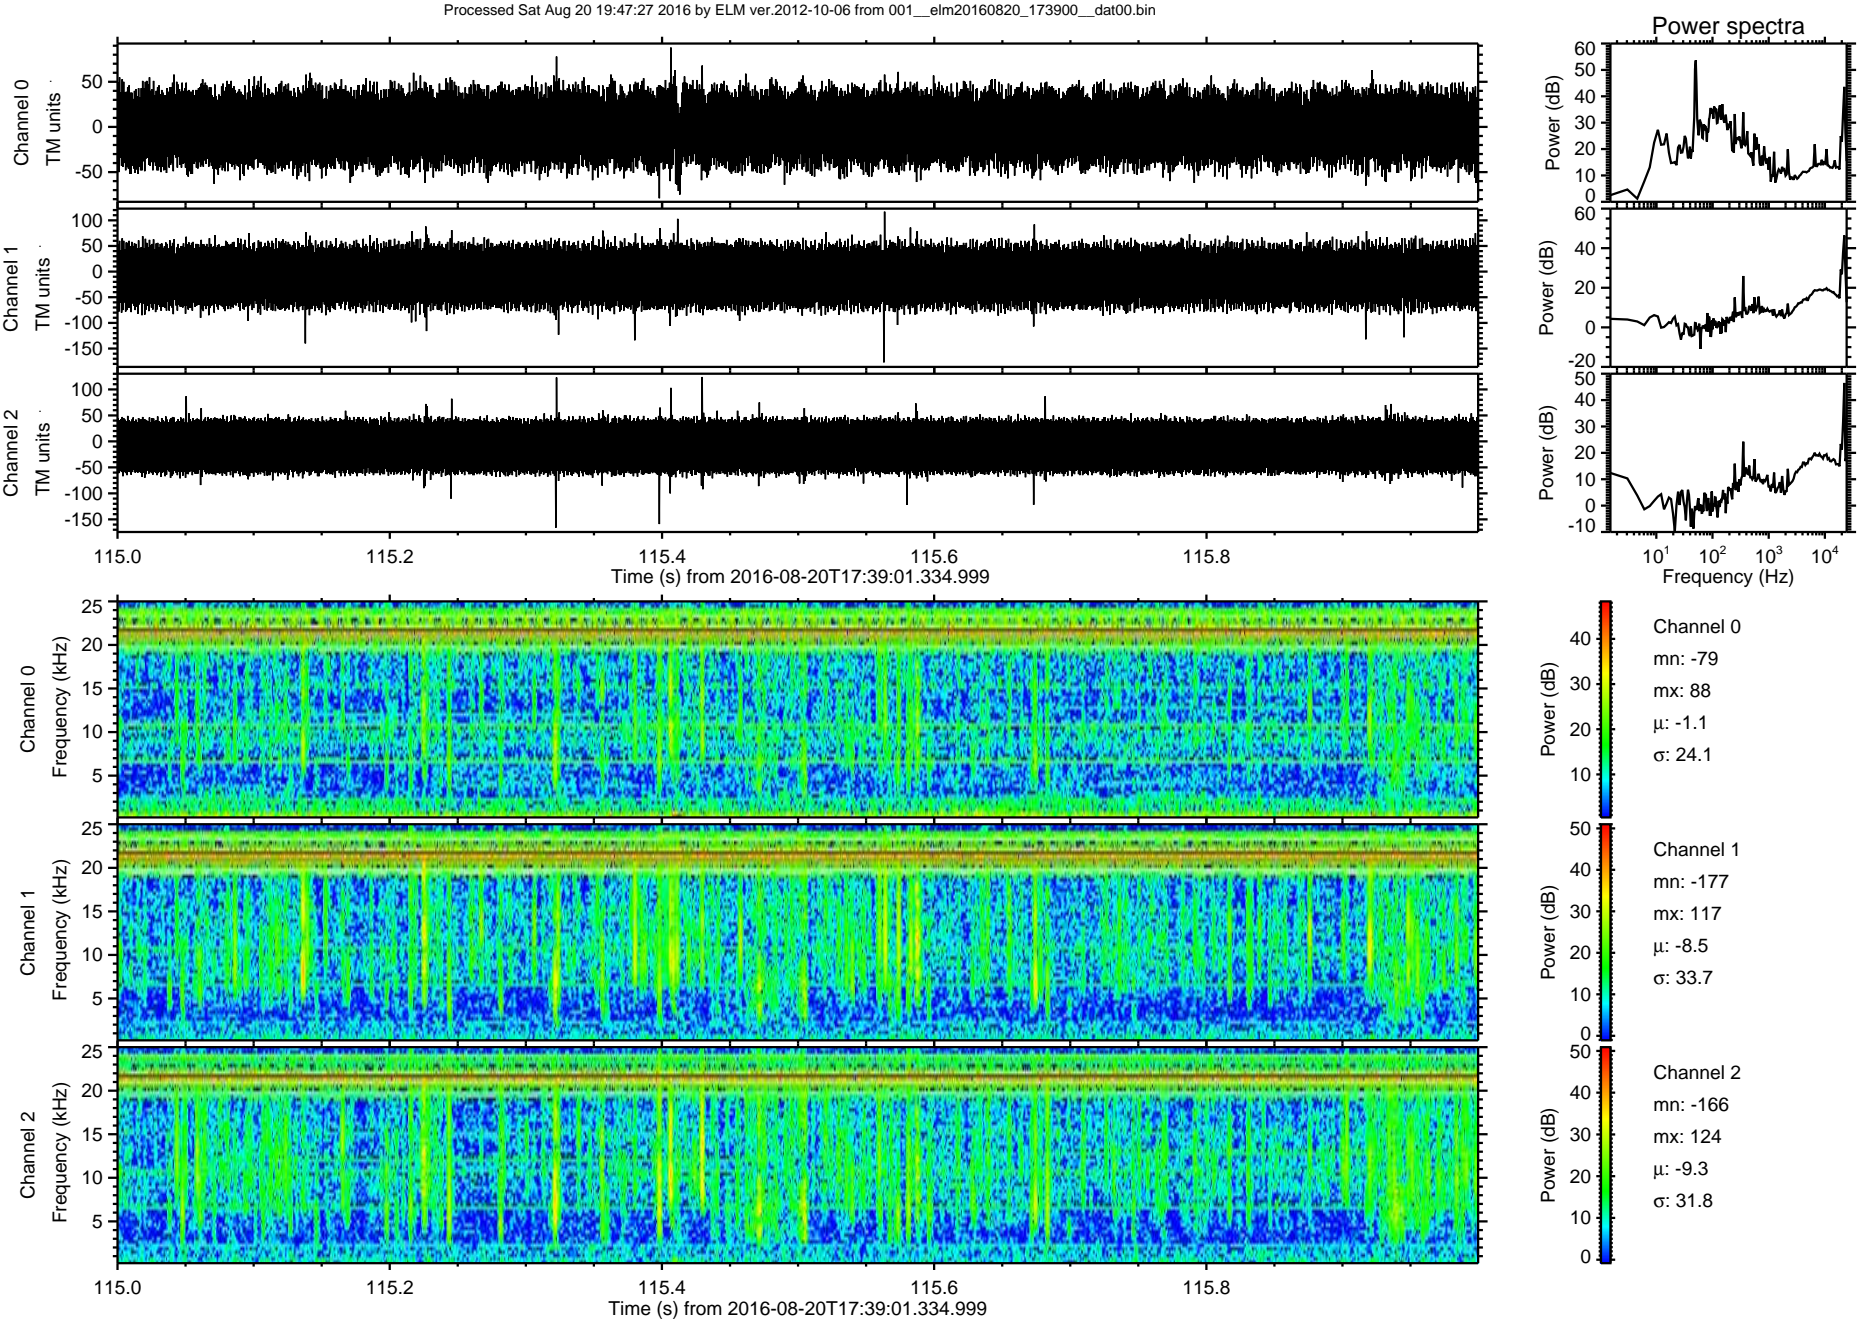 Processed Sat Aug 20 19:47:27 2016 by ELM ver.2012-10-06 from 001__elm20160820_173900__dat00.bin
Power spectra
Channel 0
TM units
50
0
-50
Power (dB)
60
50
40
30
20
10
0
Channel 1
TM units
100
50
0
-50
-100
-150
Power (dB)
60
40
20
0
-20
Channel 2
TM units
100
50
0
-50
-100
-150
Power (dB)
50
40
30
20
10
0
-10
115.0 115.2 115.4 115.6 115.8
Time (s) from 2016-08-20T17:39:01.334.999
10¹ 10² 10³ 10⁴
Frequency (Hz)
Channel 0
Frequency (kHz)
25
20
15
10
5
Power (dB)
40
30
20
10
Channel 0
mn: -79
mx: 88
μ: -1.1
σ: 24.1
Channel 1
Frequency (kHz)
25
20
15
10
5
Power (dB)
50
40
30
20
10
0
Channel 1
mn: -177
mx: 117
μ: -8.5
σ: 33.7
Channel 2
Frequency (kHz)
25
20
15
10
5
Power (dB)
50
40
30
20
10
0
Channel 2
mn: -166
mx: 124
μ: -9.3
σ: 31.8
115.0 115.2 115.4 115.6 115.8
Time (s) from 2016-08-20T17:39:01.334.999